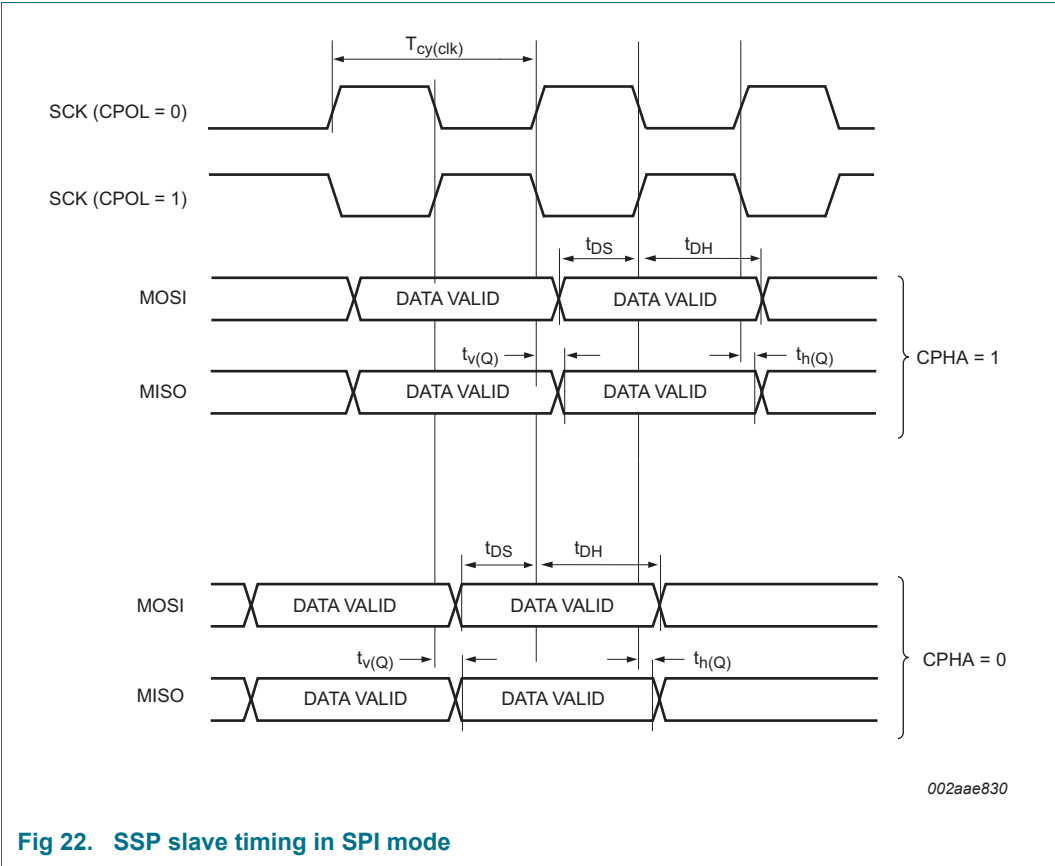 Tcy(clk)
SCK (CPOL = 0)
SCK (CPOL = 1)
tDS tDH
MOSI DATA VALID DATA VALID
tv(Q) th(Q)
CPHA = 1
MISO DATA VALID DATA VALID
tDS tDH
MOSI DATA VALID DATA VALID
tv(Q) th(Q)
CPHA = 0
MISO DATA VALID DATA VALID
002aae830
Fig 22. SSP slave timing in SPI mode